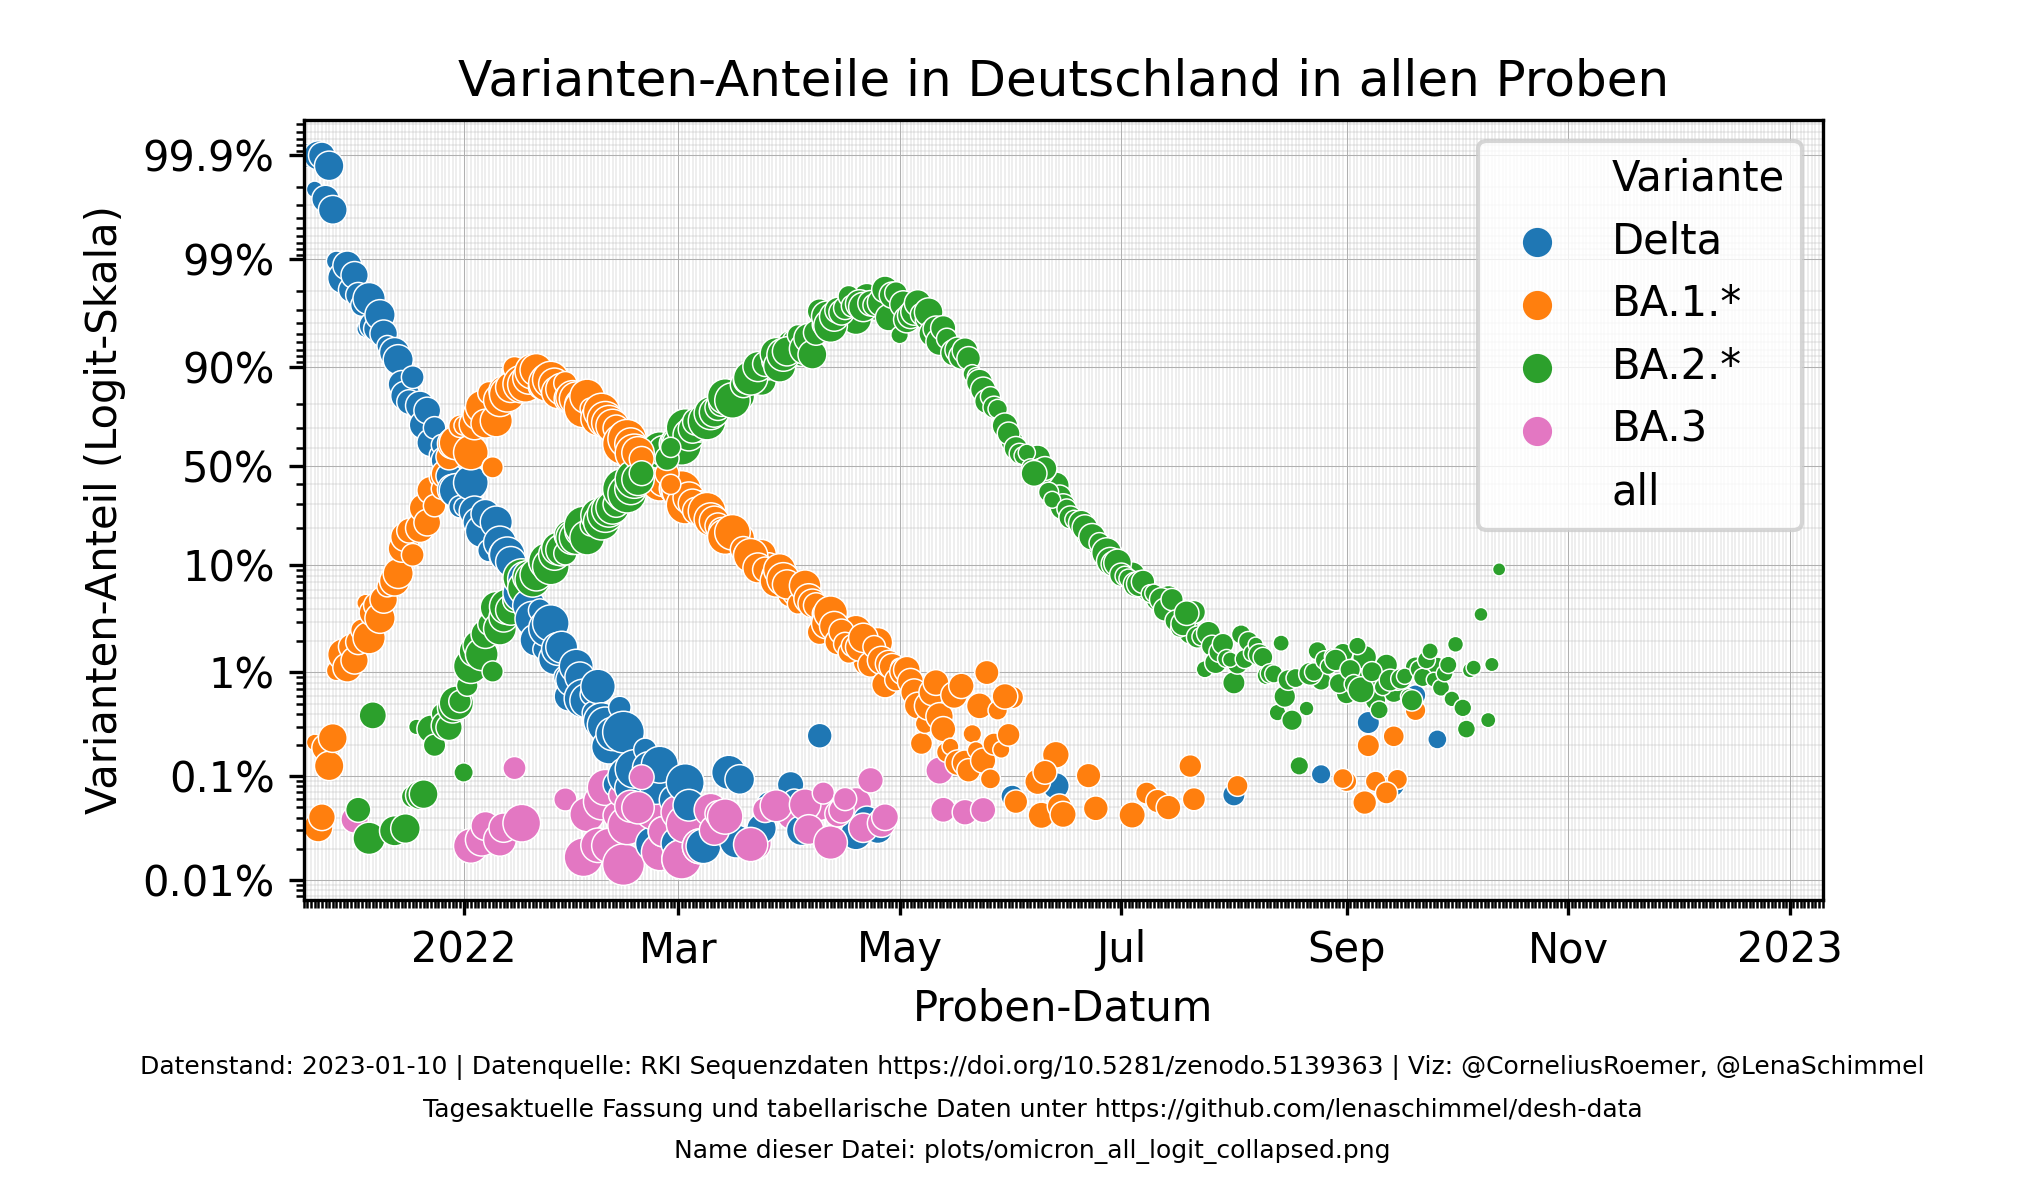 Varianten-Anteile in Deutschland in allen Proben
Varianten-Anteil (Logit-Skala)
99.9%
99%
90%
50%
10%
1%
0.1%
0.01%
Variante
Delta
BA.1.*
BA.2.*
BA.3
all
2022 Mar May Jul Sep Nov 2023
Proben-Datum
Datenstand: 2023-01-10 | Datenquelle: RKI Sequenzdaten https://doi.org/10.5281/zenodo.5139363 | Viz: @CorneliusRoemer, @LenaSchimmel
Tagesaktuelle Fassung und tabellarische Daten unter https://github.com/lenaschimmel/desh-data
Name dieser Datei: plots/omicron_all_logit_collapsed.png